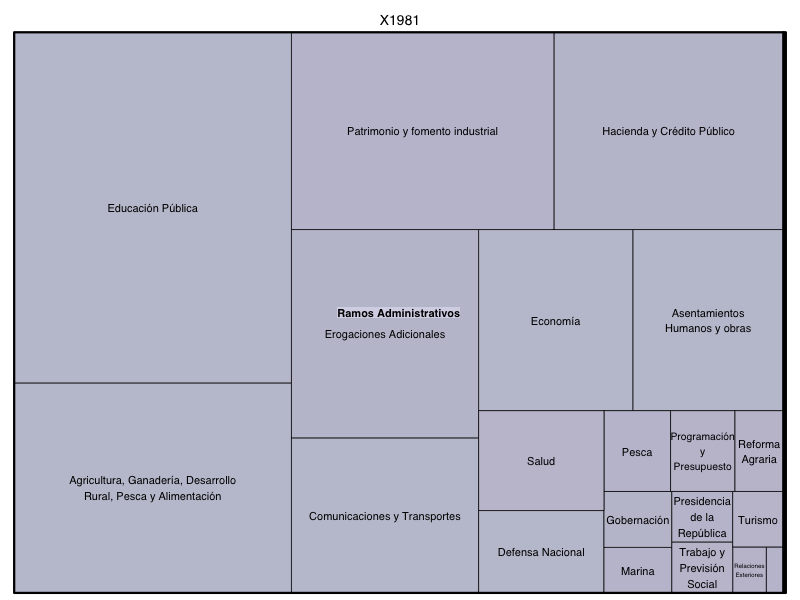 X1981
Educación Pública
Patrimonio y fomento industrial
Hacienda y Crédito Público
Ramos Administrativos
Erogaciones Adicionales
Economía
Asentamientos
Humanos y obras
Agricultura, Ganadería, Desarrollo
Rural, Pesca y Alimentación
Comunicaciones y Transportes
Salud
Defensa Nacional
Pesca
Programación
y
Presupuesto
Reforma
Agraria
Gobernación
Presidencia
de la
República
Turismo
Marina
Trabajo y
Previsión
Social
Relaciones
Exteriores